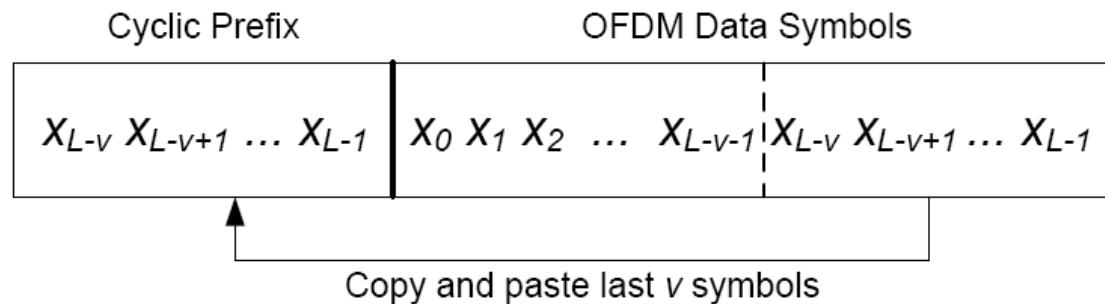 Cyclic Prefix OFDM Data Symbols
X_{L-v} X_{L-v+1} ... X_{L-1} X_0 X_1 X_2 ... X_{L-v-1} X_{L-v} X_{L-v+1} ... X_{L-1}
Copy and paste last v symbols